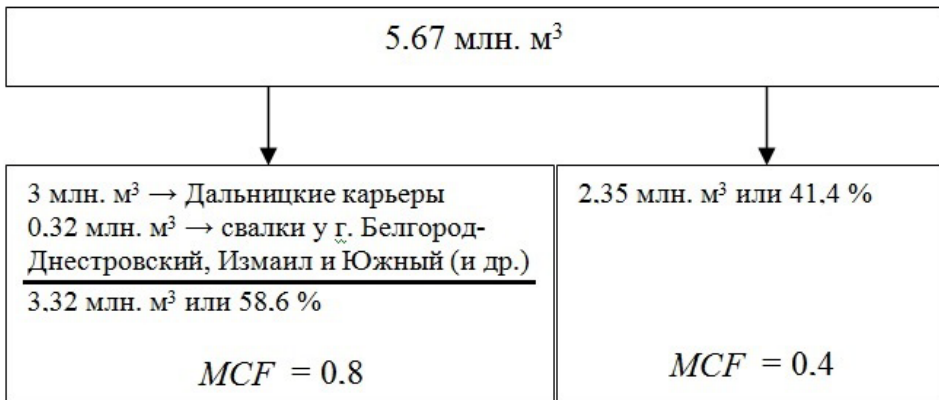 5.67 млн. м³
3 млн. м³ → Дальницкие карьеры
0.32 млн. м³ → свалки у г. Белгород-
Днестровский, Измаил и Южный (и др.)
3.32 млн. м³ или 58.6 %
MCF = 0.8
2.35 млн. м³ или 41.4 %
MCF = 0.4